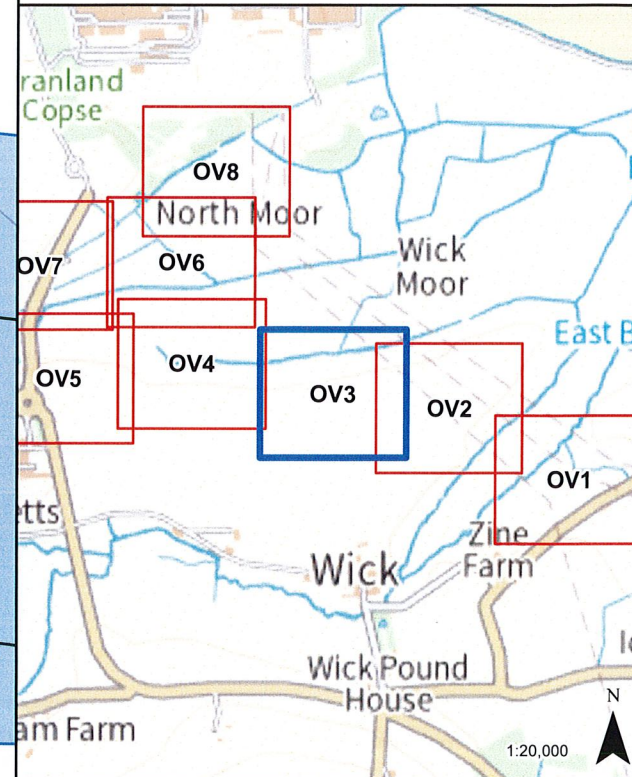 ranland
Copse
OV8
North Moor
OV7
OV6
Wick
Moor
East B
OV4
OV5
OV3
OV2
OV1
etts
Zine
Farm
Wick
Wick Pound
House
am Farm
N
1:20,000